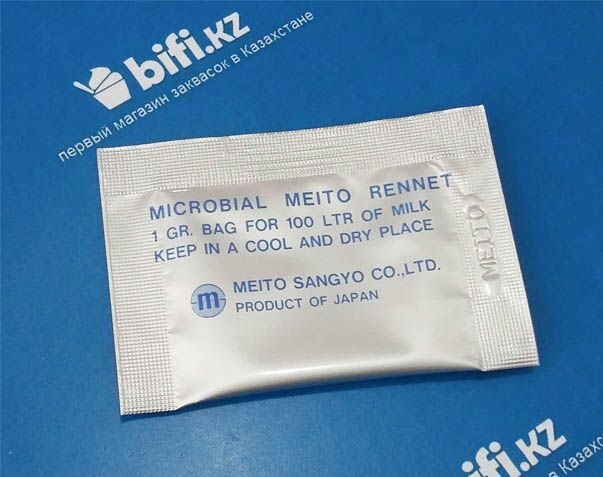 bifi.kz
первый магазин заквасок в Казахстане
MICROBIAL MEITO RENNET
1 GR. BAG FOR 100 LTR OF MILK
KEEP IN A COOL AND DRY PLACE
m
MEITO SANGYO CO.,LTD.
PRODUCT OF JAPAN
MEITO
bifi.kz
в Казахстане